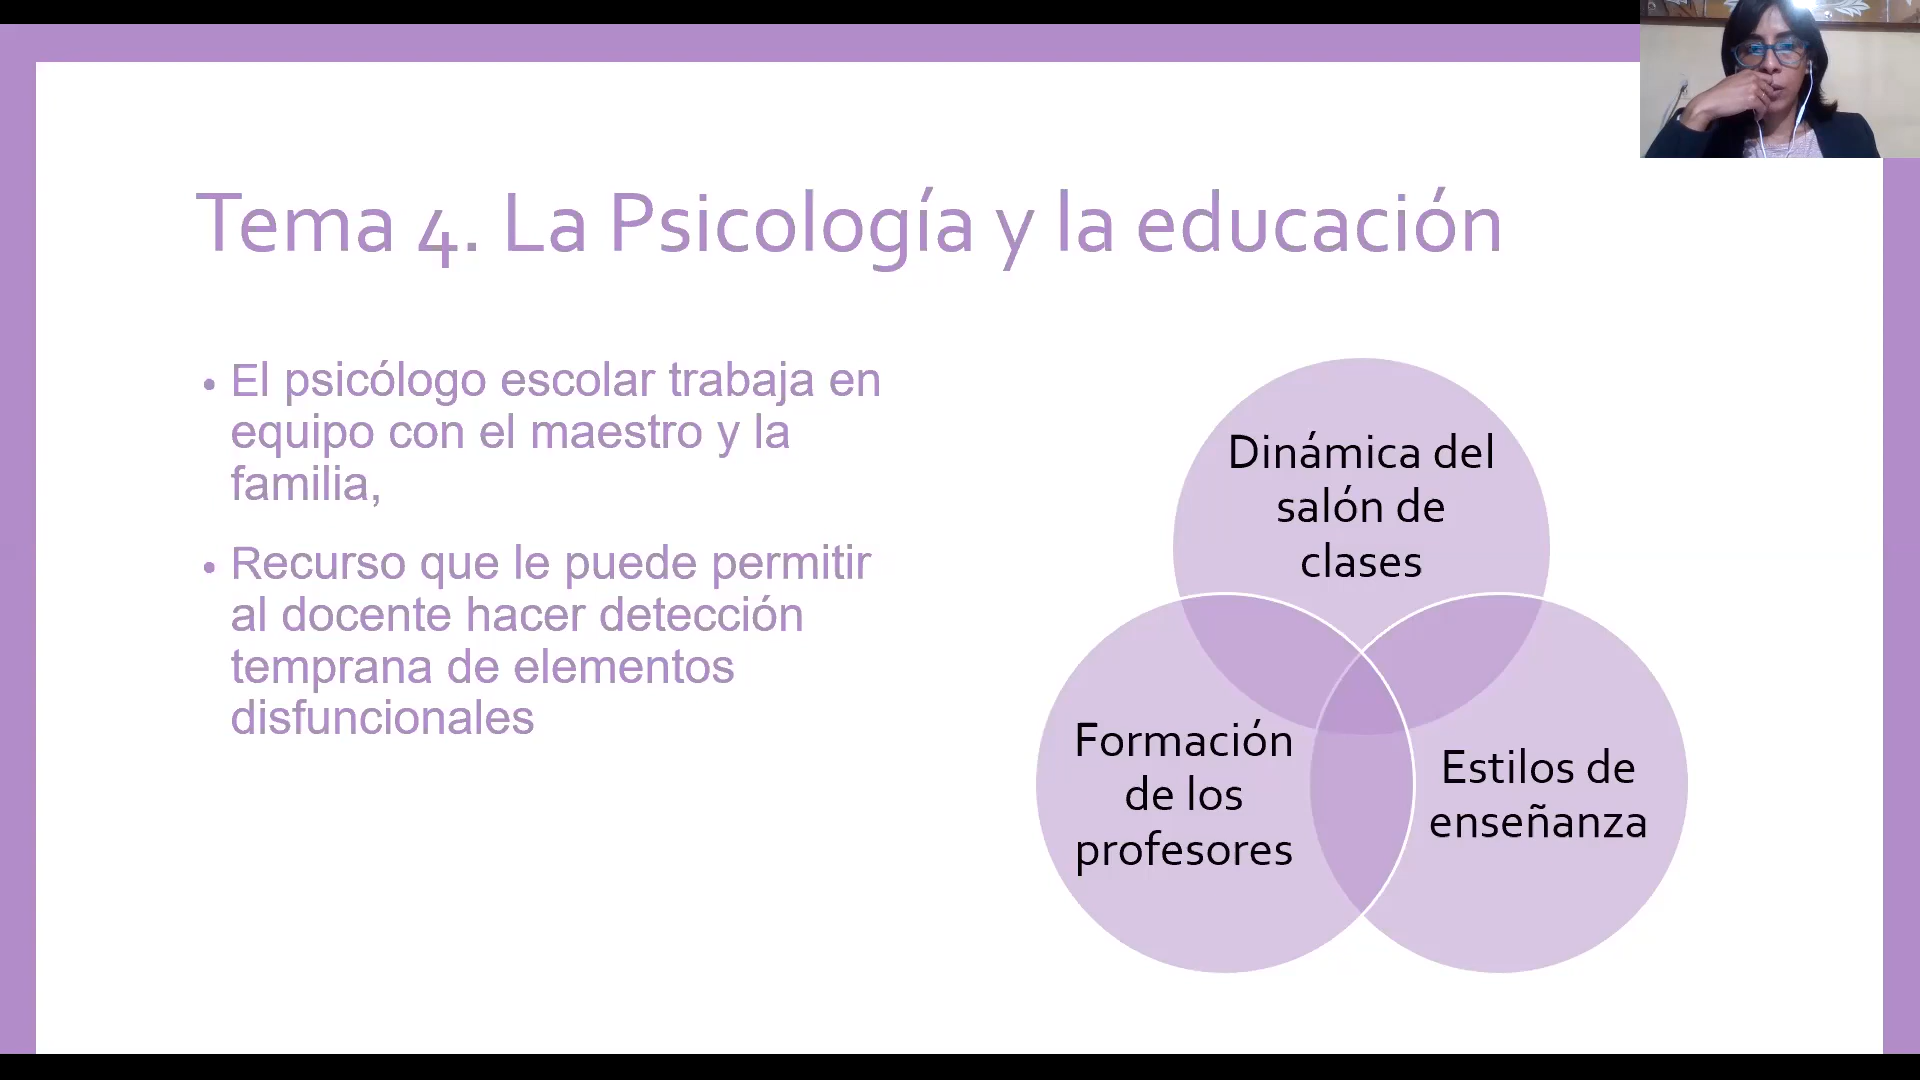 Tema 4. La Psicología y la educación
• El psicólogo escolar trabaja en
equipo con el maestro y la
familia,
• Recurso que le puede permitir
al docente hacer detección
temprana de elementos
disfuncionales
Dinámica del
salón de
clases
Formación
de los
profesores
Estilos de
enseñanza